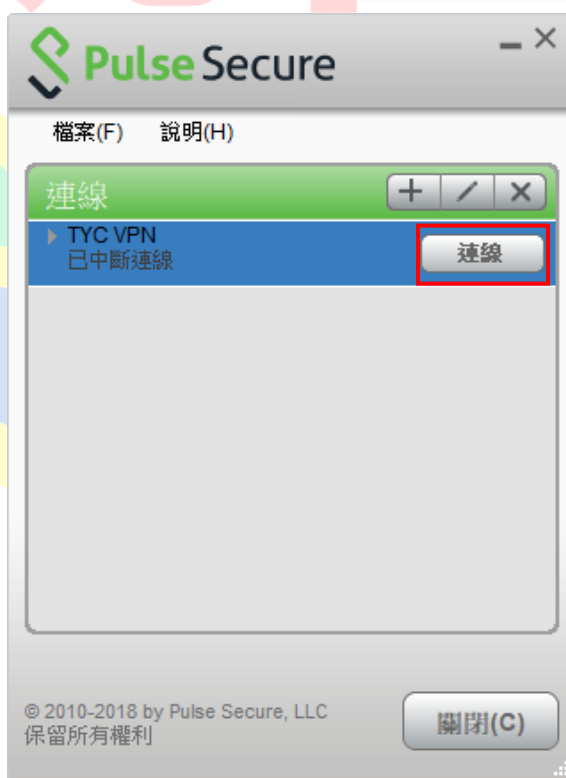 Pulse Secure
檔案(F) 說明(H)
連線
TYC VPN
已中斷連線
連線
© 2010-2018 by Pulse Secure, LLC
保留所有權利
關閉(C)